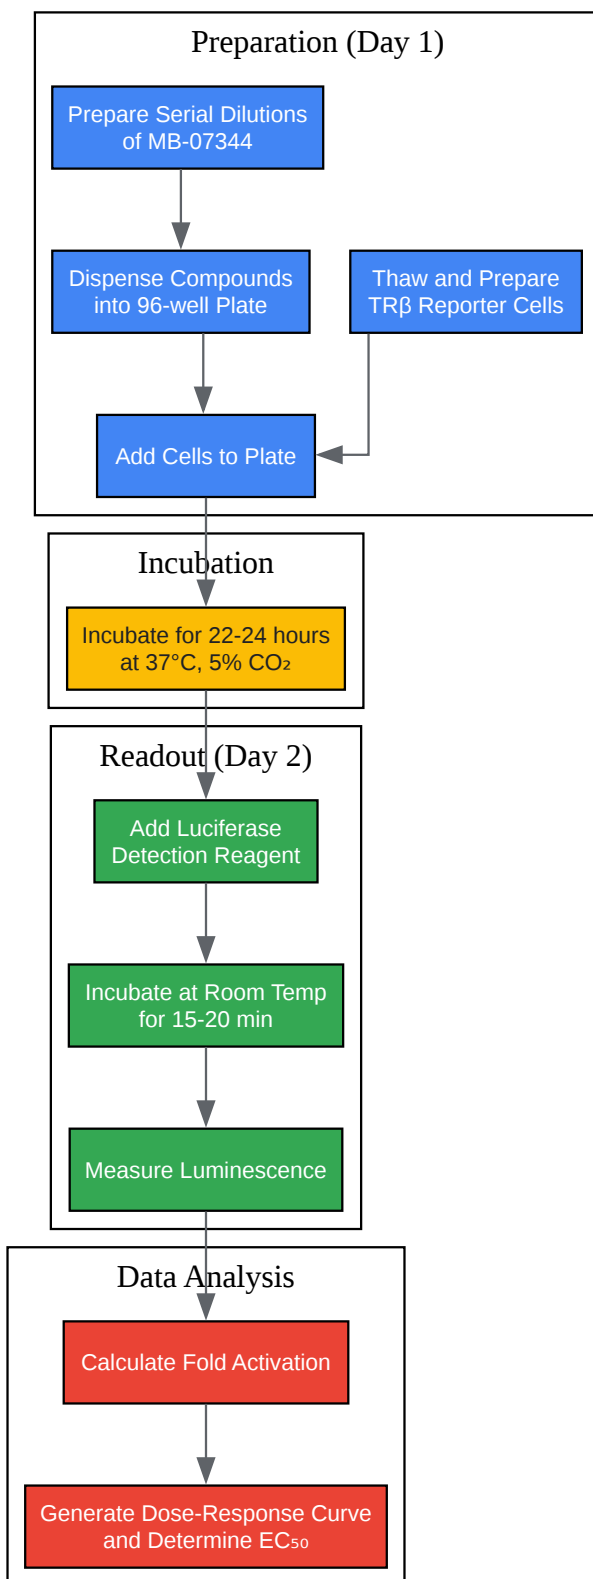 Preparation (Day 1)
Prepare Serial Dilutions
of MB-07344
Dispense Compounds
into 96-well Plate
Thaw and Prepare
TRβ Reporter Cells
Add Cells to Plate
Incubation
Incubate for 22-24 hours
at 37°C, 5% CO₂
Readout (Day 2)
Add Luciferase
Detection Reagent
Incubate at Room Temp
for 15-20 min
Measure Luminescence
Data Analysis
Calculate Fold Activation
Generate Dose-Response Curve
and Determine EC₅₀